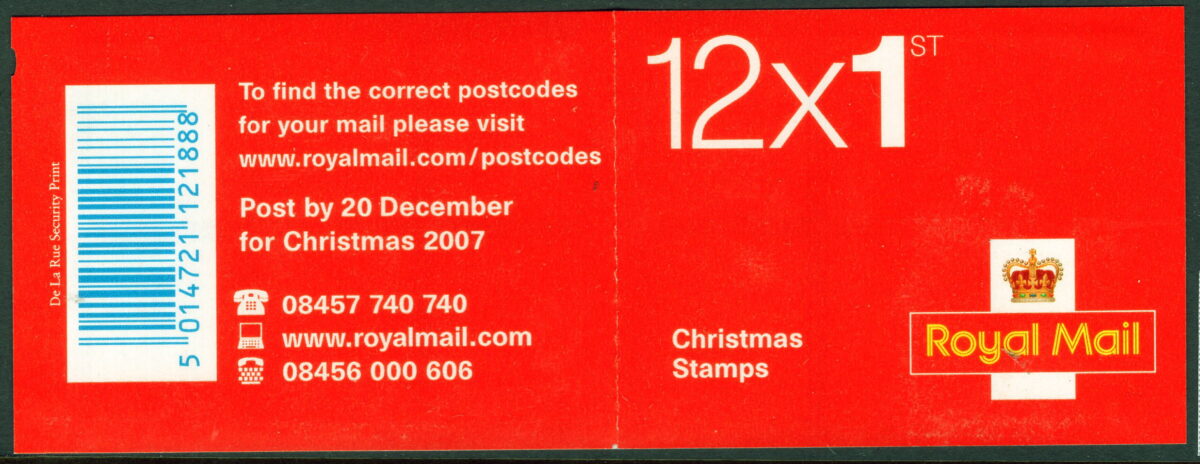 De La Rue Security Print
5 014721 121888
To find the correct postcodes
for your mail please visit
www.royalmail.com/postcodes
Post by 20 December
for Christmas 2007
08457 740 740
www.royalmail.com
08456 000 606
12x1ST
Christmas
Stamps
Royal Mail